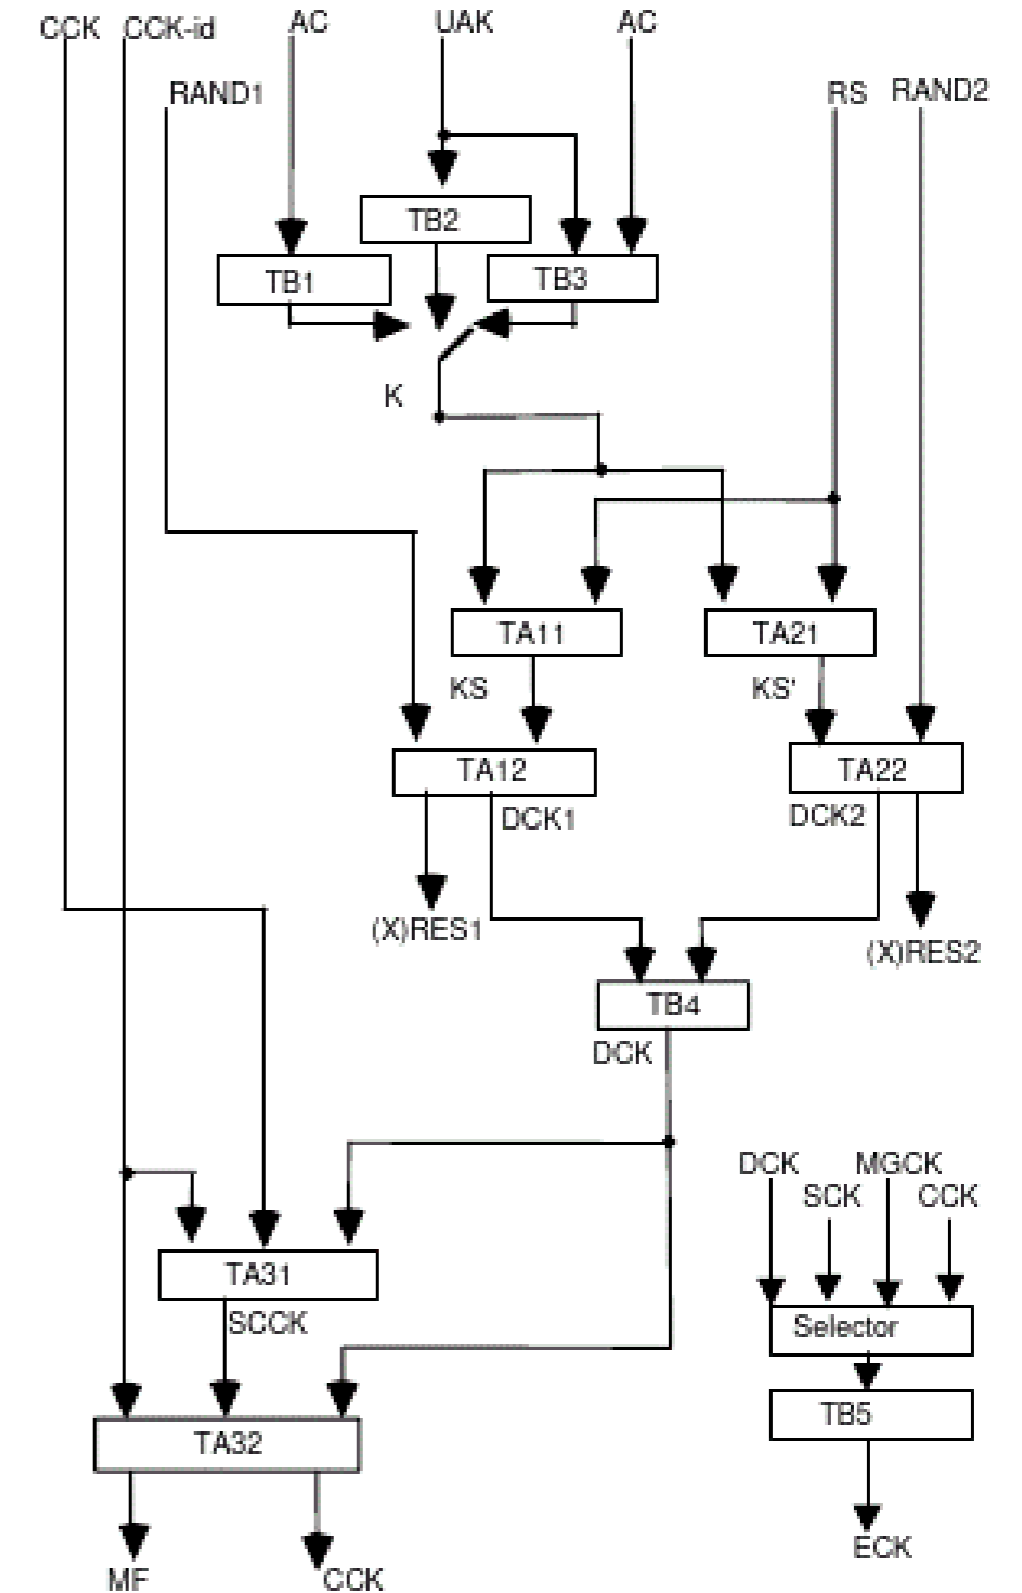 CCK CCK-id AC UAK AC
RAND1 RS RAND2
TB2
TB1 TB3
K
TA11 TA21
KS KS'
TA12 TA22
DCK1 DCK2
(X)RES1
(X)RES2
TB4
DCK
DCK MGCK
SCK CCK
TA31
SCCK
Selector
TB5
TA32
ECK
MF CCK